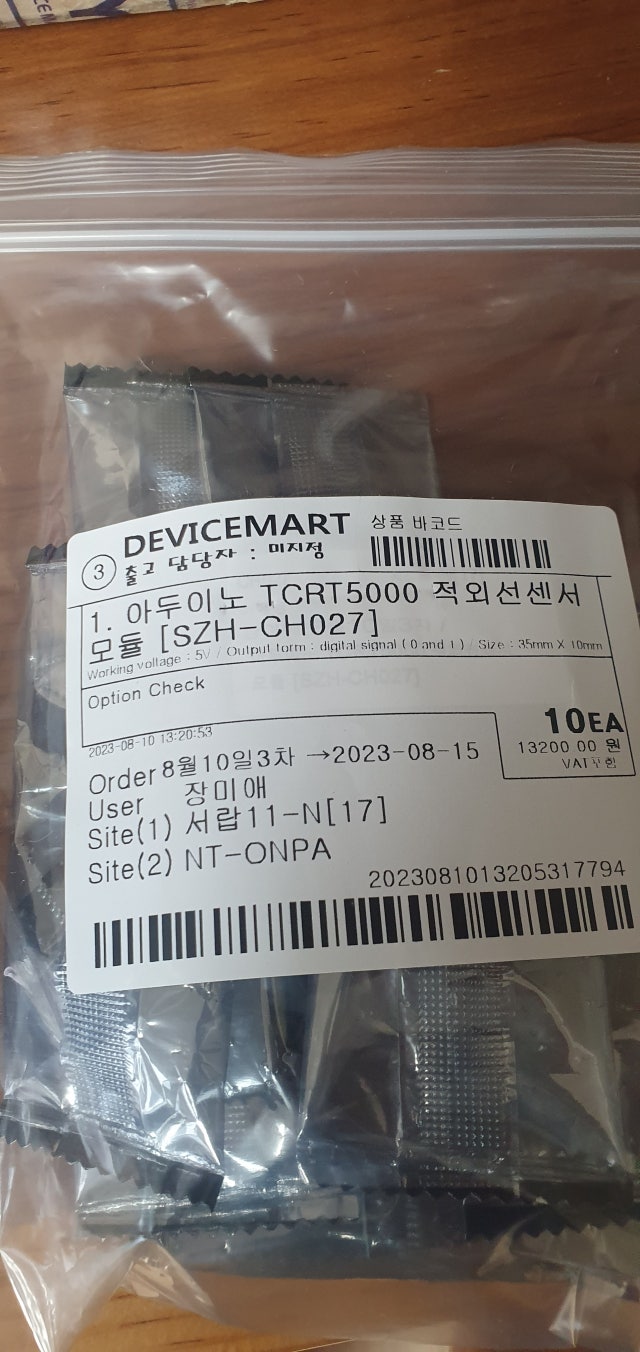 DEVICEMART 상품 바코드
③ 출고 담당자 : 미지정
1. 아두이노 TCRT5000 적외선센서
모듈 [SZH-CH027]
Working voltage : 5V / Output form : digital signal ( 0 and 1 ) / Size : 35mm X 10mm
Option Check
10EA
2023-08-10 13:20:53
13200.00 원
VAT포함
Order 8월10일3차 →2023-08-15
User 장미애
Site(1) 서랍11-N[17]
Site(2) NT-ONPA
2023081013205317794